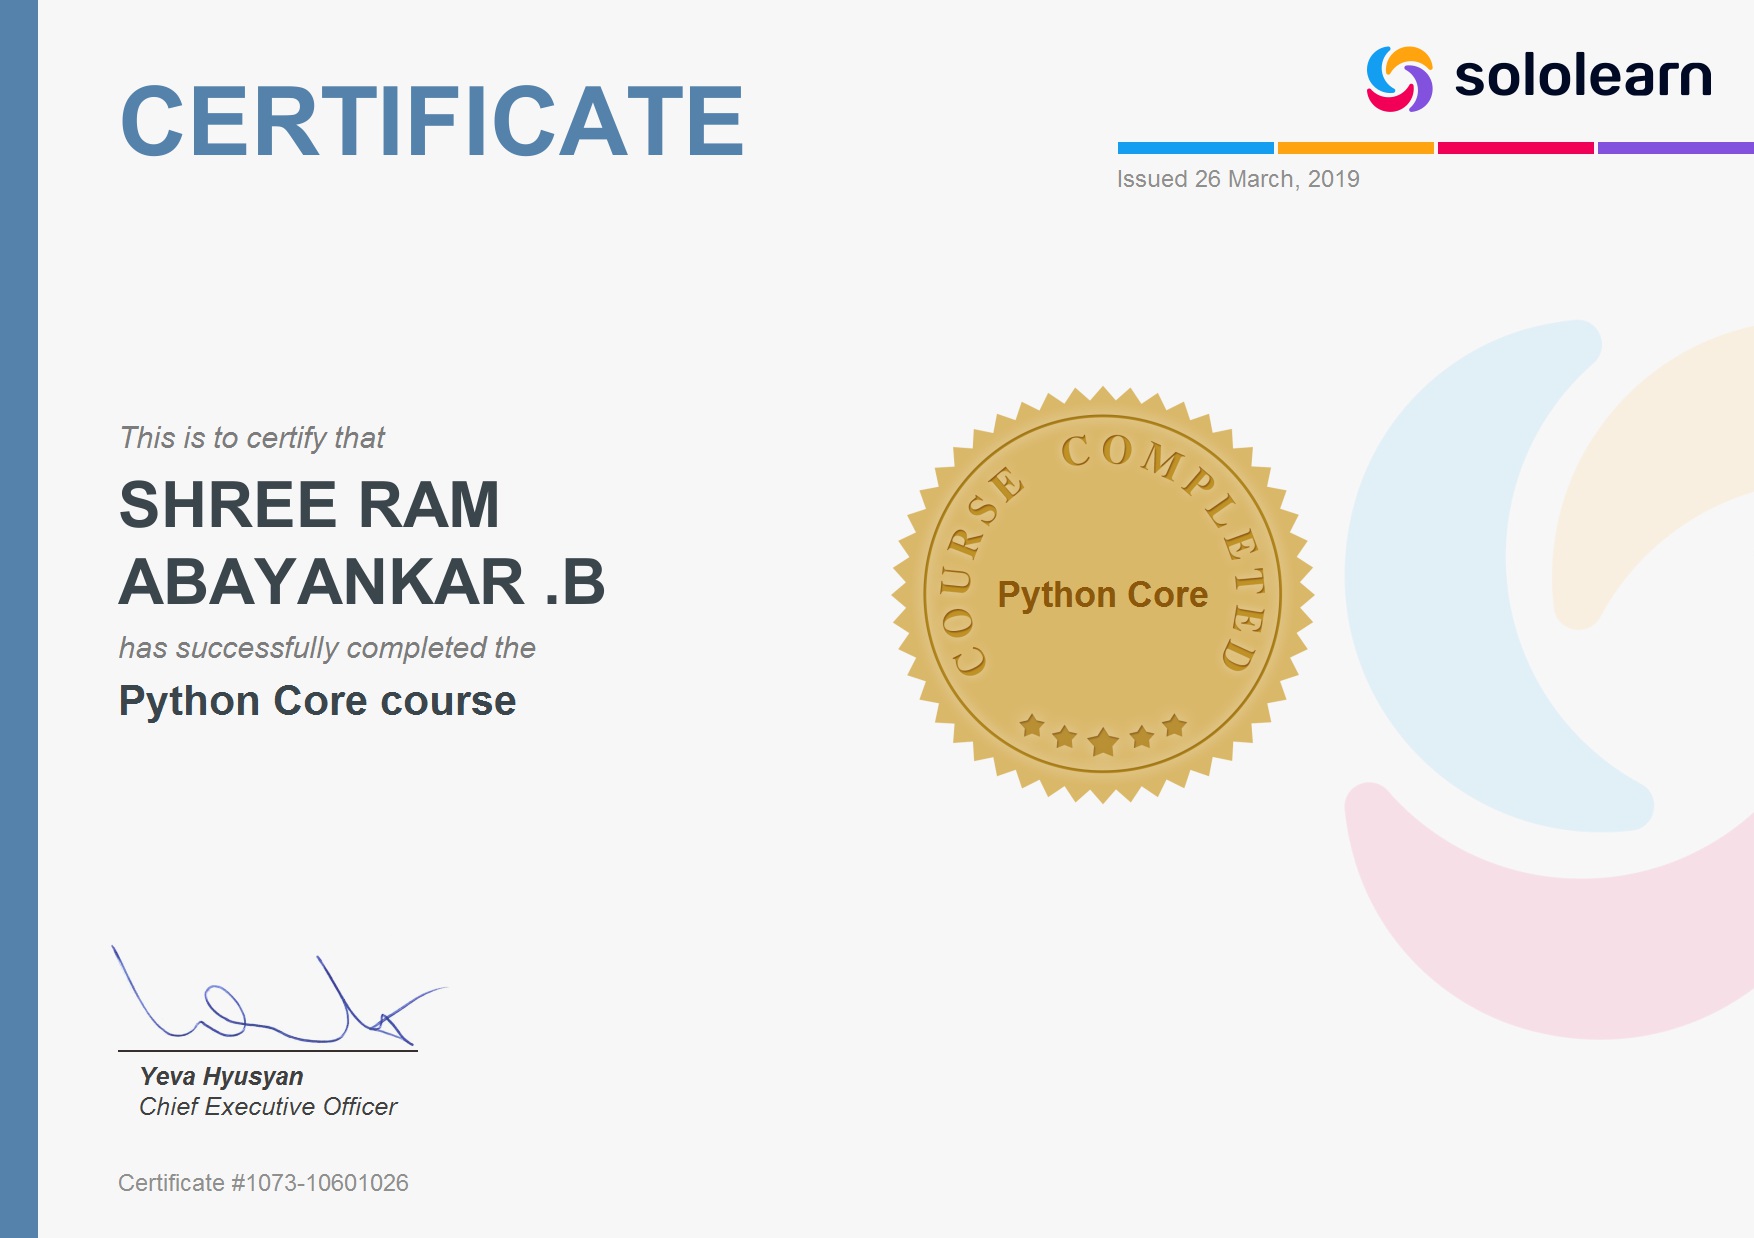 CERTIFICATE
sololearn
Issued 26 March, 2019
This is to certify that
SHREE RAM
ABAYANKAR .B
has successfully completed the
Python Core course
COURSE COMPLETED
Python Core
Yeva Hyusyan
Chief Executive Officer
Certificate #1073-10601026